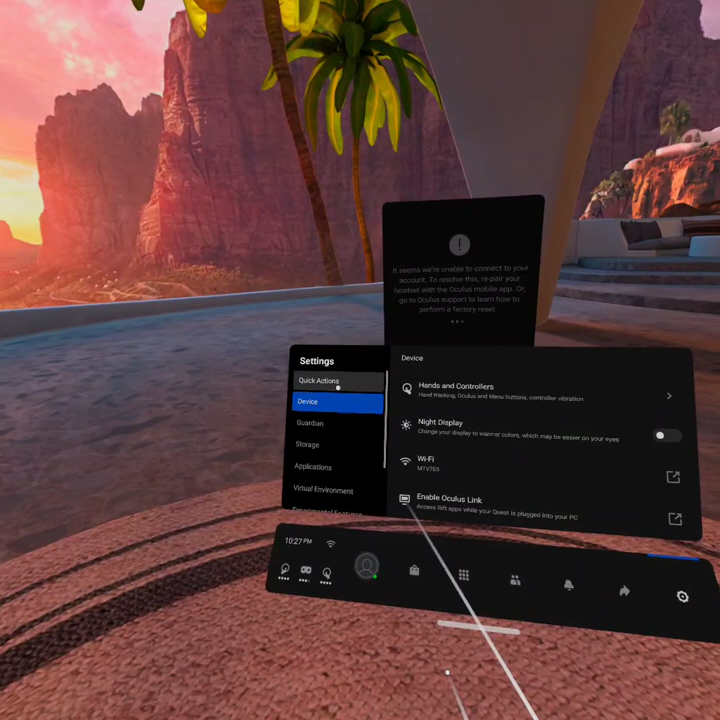 It seems we're unable to connect to your
account. To resolve this, re-pair your
headset with the Oculus mobile app. Or,
go to Oculus support to learn how to
perform a factory reset.
Settings
Quick Actions
Device
Guardian
Storage
Applications
Virtual Environment
Experimental Features
Device
Hands and Controllers
Hand tracking, Oculus and Menu buttons, controller vibration
Night Display
Change your display to warmer colors, which may be easier on your eyes
Wi-Fi
M7V7E5
Enable Oculus Link
Access Rift apps while your Quest is plugged into your PC
10:27 PM